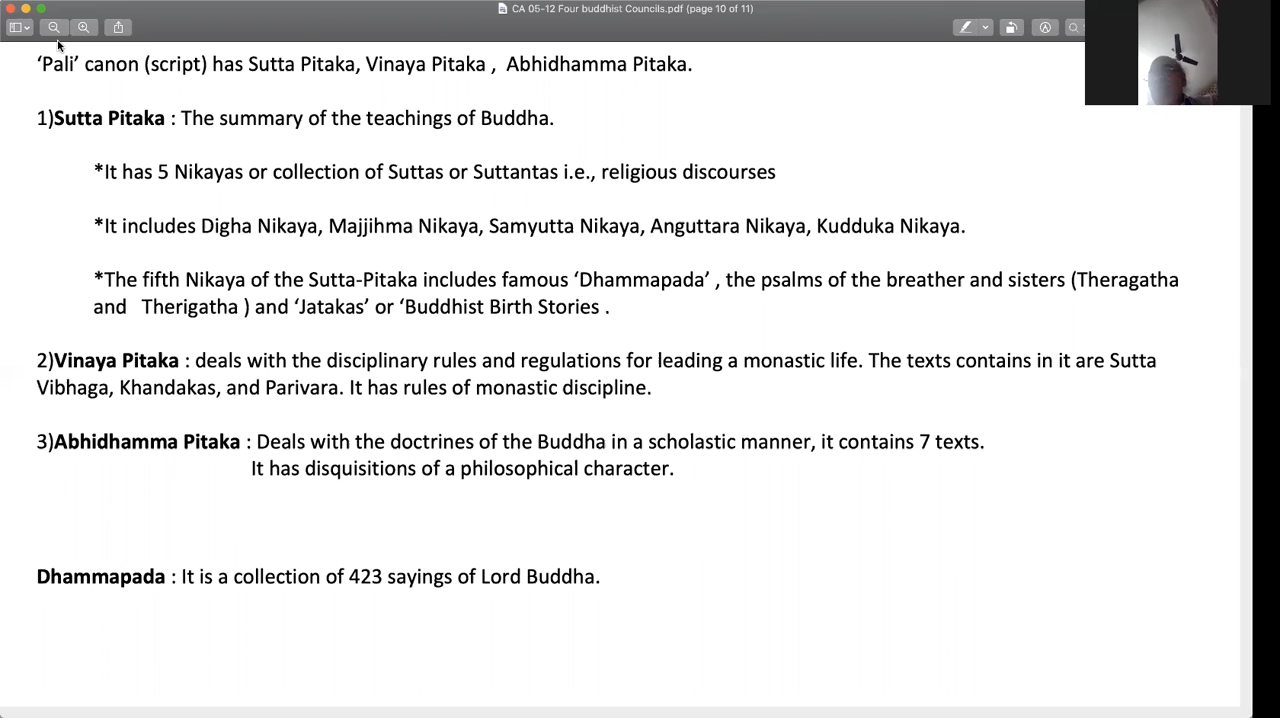 CA 05-12 Four buddhist Councils.pdf (page 10 of 11)
‘Pali’ canon (script) has Sutta Pitaka, Vinaya Pitaka , Abhidhamma Pitaka.
1)Sutta Pitaka : The summary of the teachings of Buddha.
*It has 5 Nikayas or collection of Suttas or Suttantas i.e., religious discourses
*It includes Digha Nikaya, Majjihma Nikaya, Samyutta Nikaya, Anguttara Nikaya, Kudduka Nikaya.
*The fifth Nikaya of the Sutta-Pitaka includes famous ‘Dhammapada’ , the psalms of the breather and sisters (Theragatha
and Therigatha ) and ‘Jatakas’ or ‘Buddhist Birth Stories .
2)Vinaya Pitaka : deals with the disciplinary rules and regulations for leading a monastic life. The texts contains in it are Sutta
Vibhaga, Khandakas, and Parivara. It has rules of monastic discipline.
3)Abhidhamma Pitaka : Deals with the doctrines of the Buddha in a scholastic manner, it contains 7 texts.
It has disquisitions of a philosophical character.
Dhammapada : It is a collection of 423 sayings of Lord Buddha.